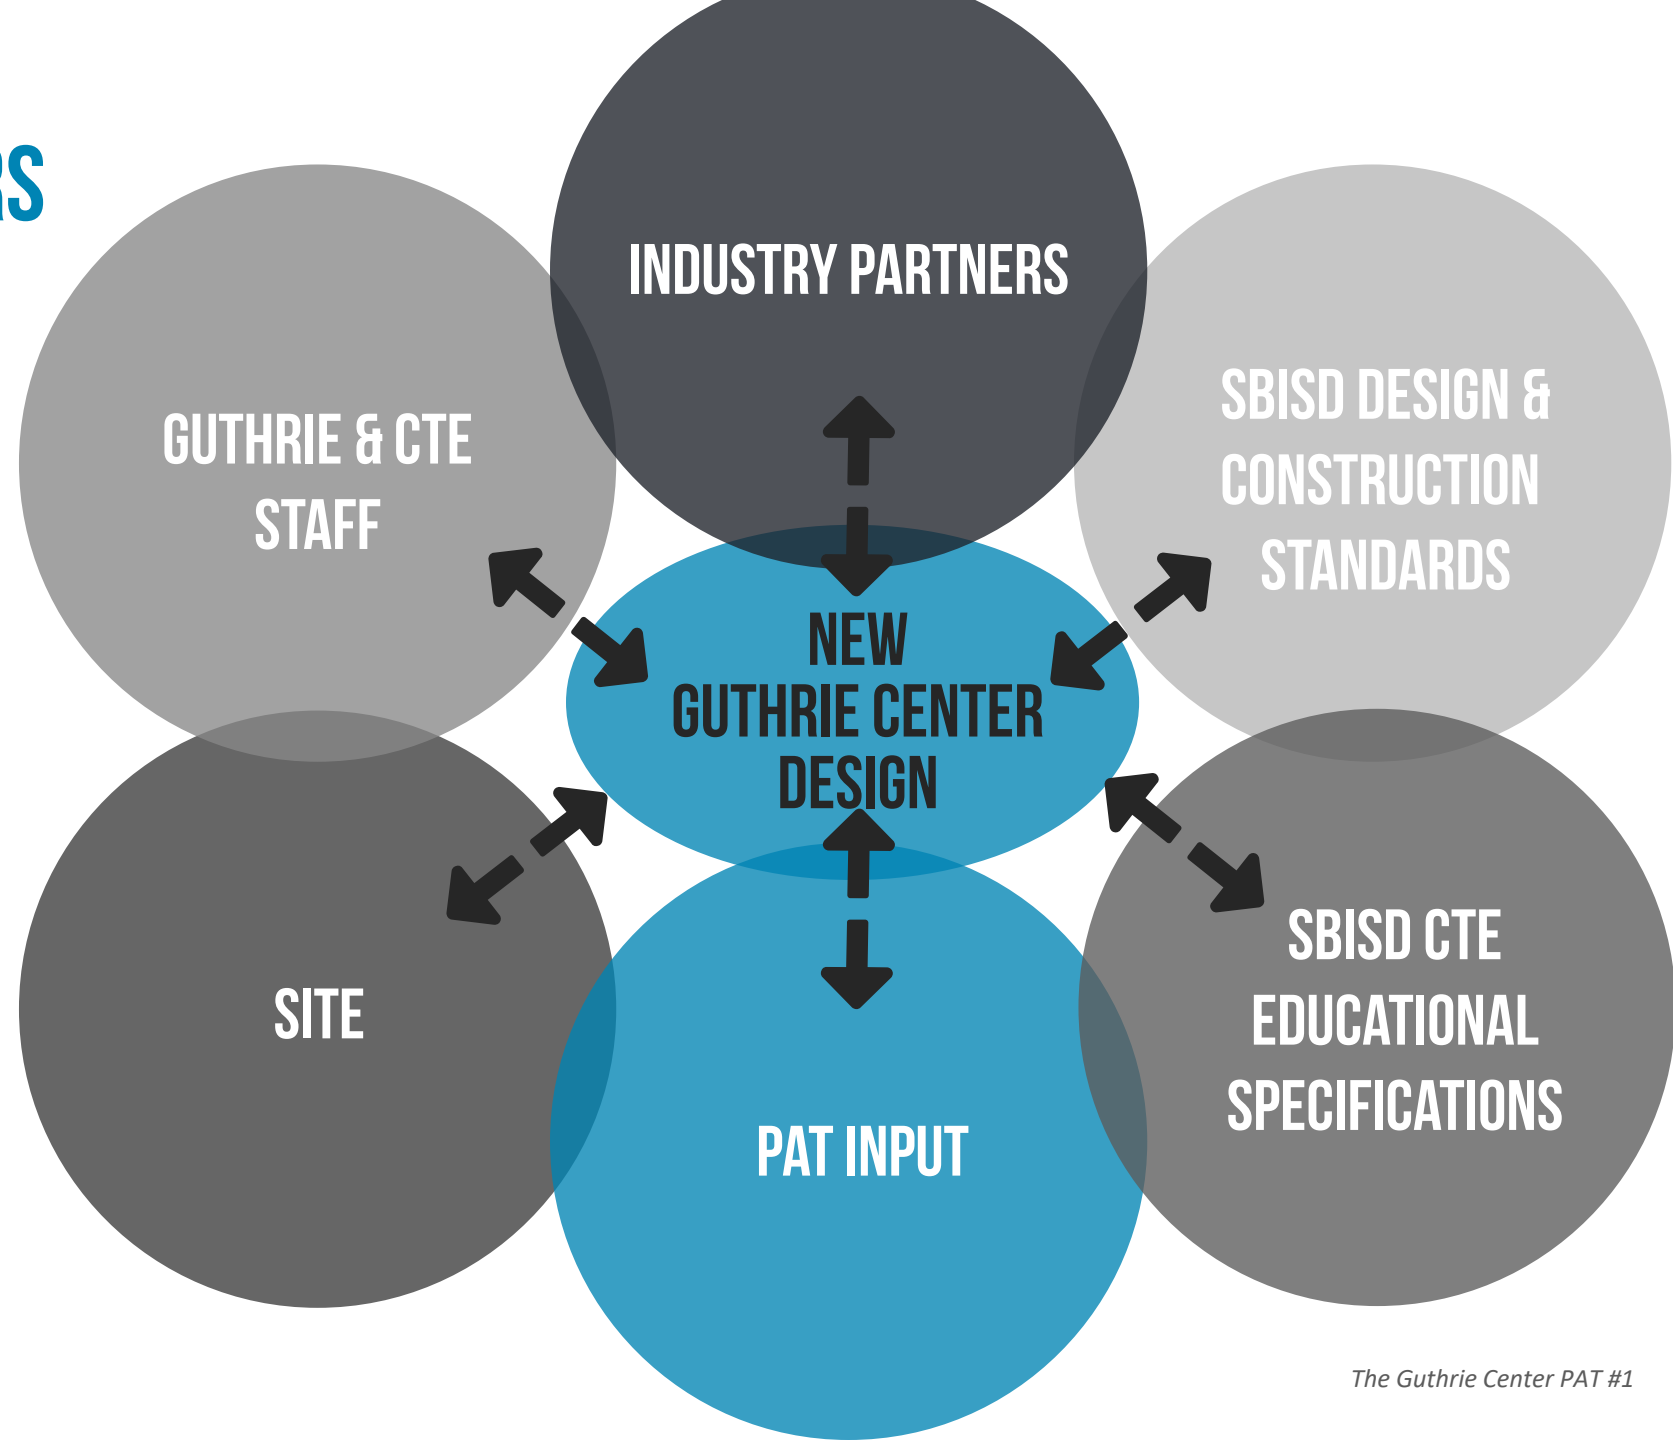 RS
INDUSTRY PARTNERS
GUTHRIE & CTE
STAFF
SBISD DESIGN &
CONSTRUCTION
STANDARDS
NEW
GUTHRIE CENTER
DESIGN
SITE
PAT INPUT
SBISD CTE
EDUCATIONAL
SPECIFICATIONS
The Guthrie Center PAT #1